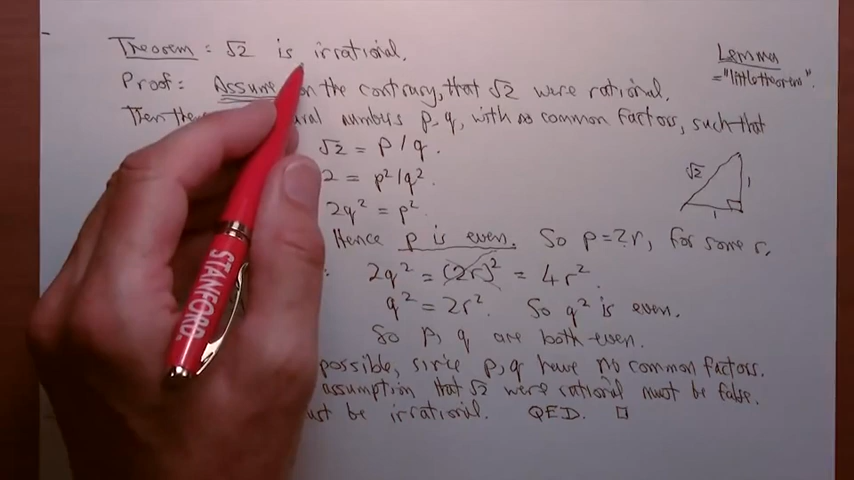 Theorem : √2 is irrational.
Proof: Assume on the contrary, that √2 were rational.
Then numbers p, q, with no common factors, such that
√2 = p / q.
2 = p²/q².
2q² = p².
Hence p is even. So p=2r, for some r.
2q² = (2r)² = 4r².
q² = 2r². So q² is even.
So p, q are both even.
possible, since p, q have no common factors.
assumption that √2 were rational must be false.
must be irrational. QED. □
Lemma
="little theorem".
√2
1
1
STANFORD